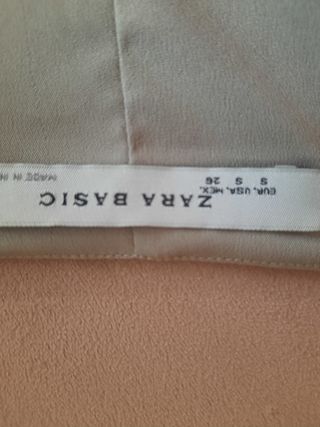 ZARA BASIC
EUR. USA. MEX.
S S 26
MADE IN